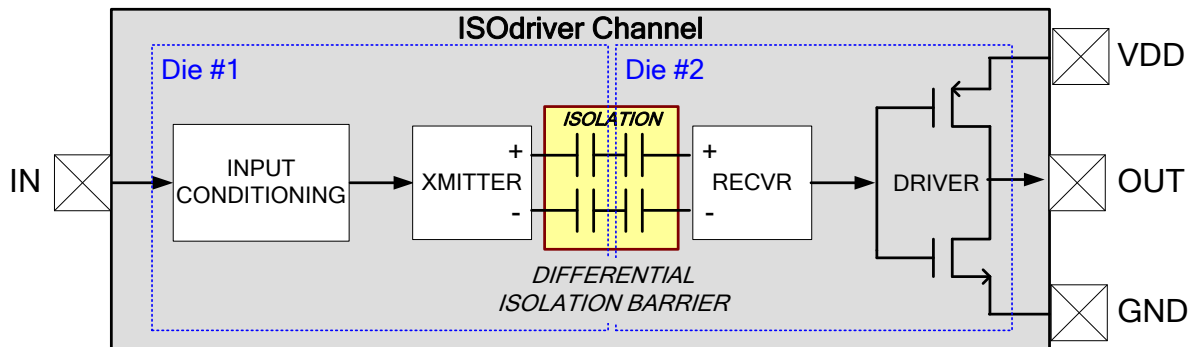 ISOdriver Channel
Die #1
Die #2
VDD
ISOLATION
IN
INPUT
CONDITIONING
XMITTER
+
-
+
-
RECVR
DRIVER
OUT
DIFFERENTIAL
ISOLATION BARRIER
GND